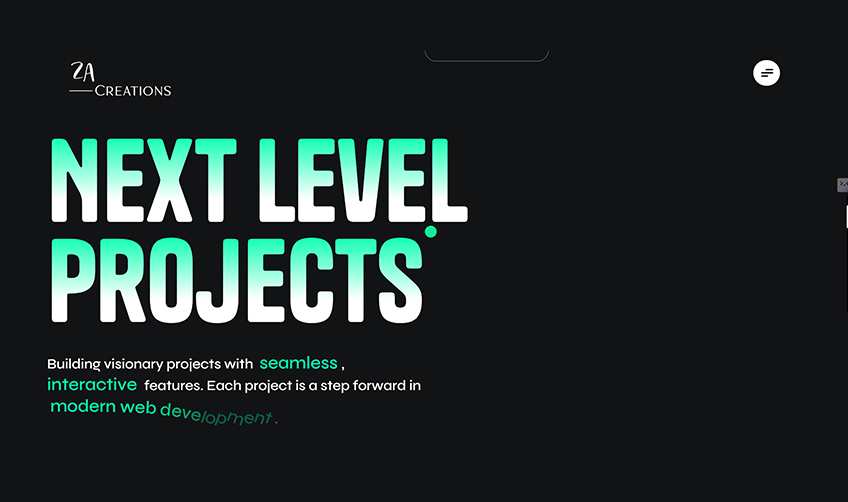 ZA
CREATIONS
NEXT LEVEL
PROJECTS
Building visionary projects with seamless ,
interactive features. Each project is a step forward in
modern web development .